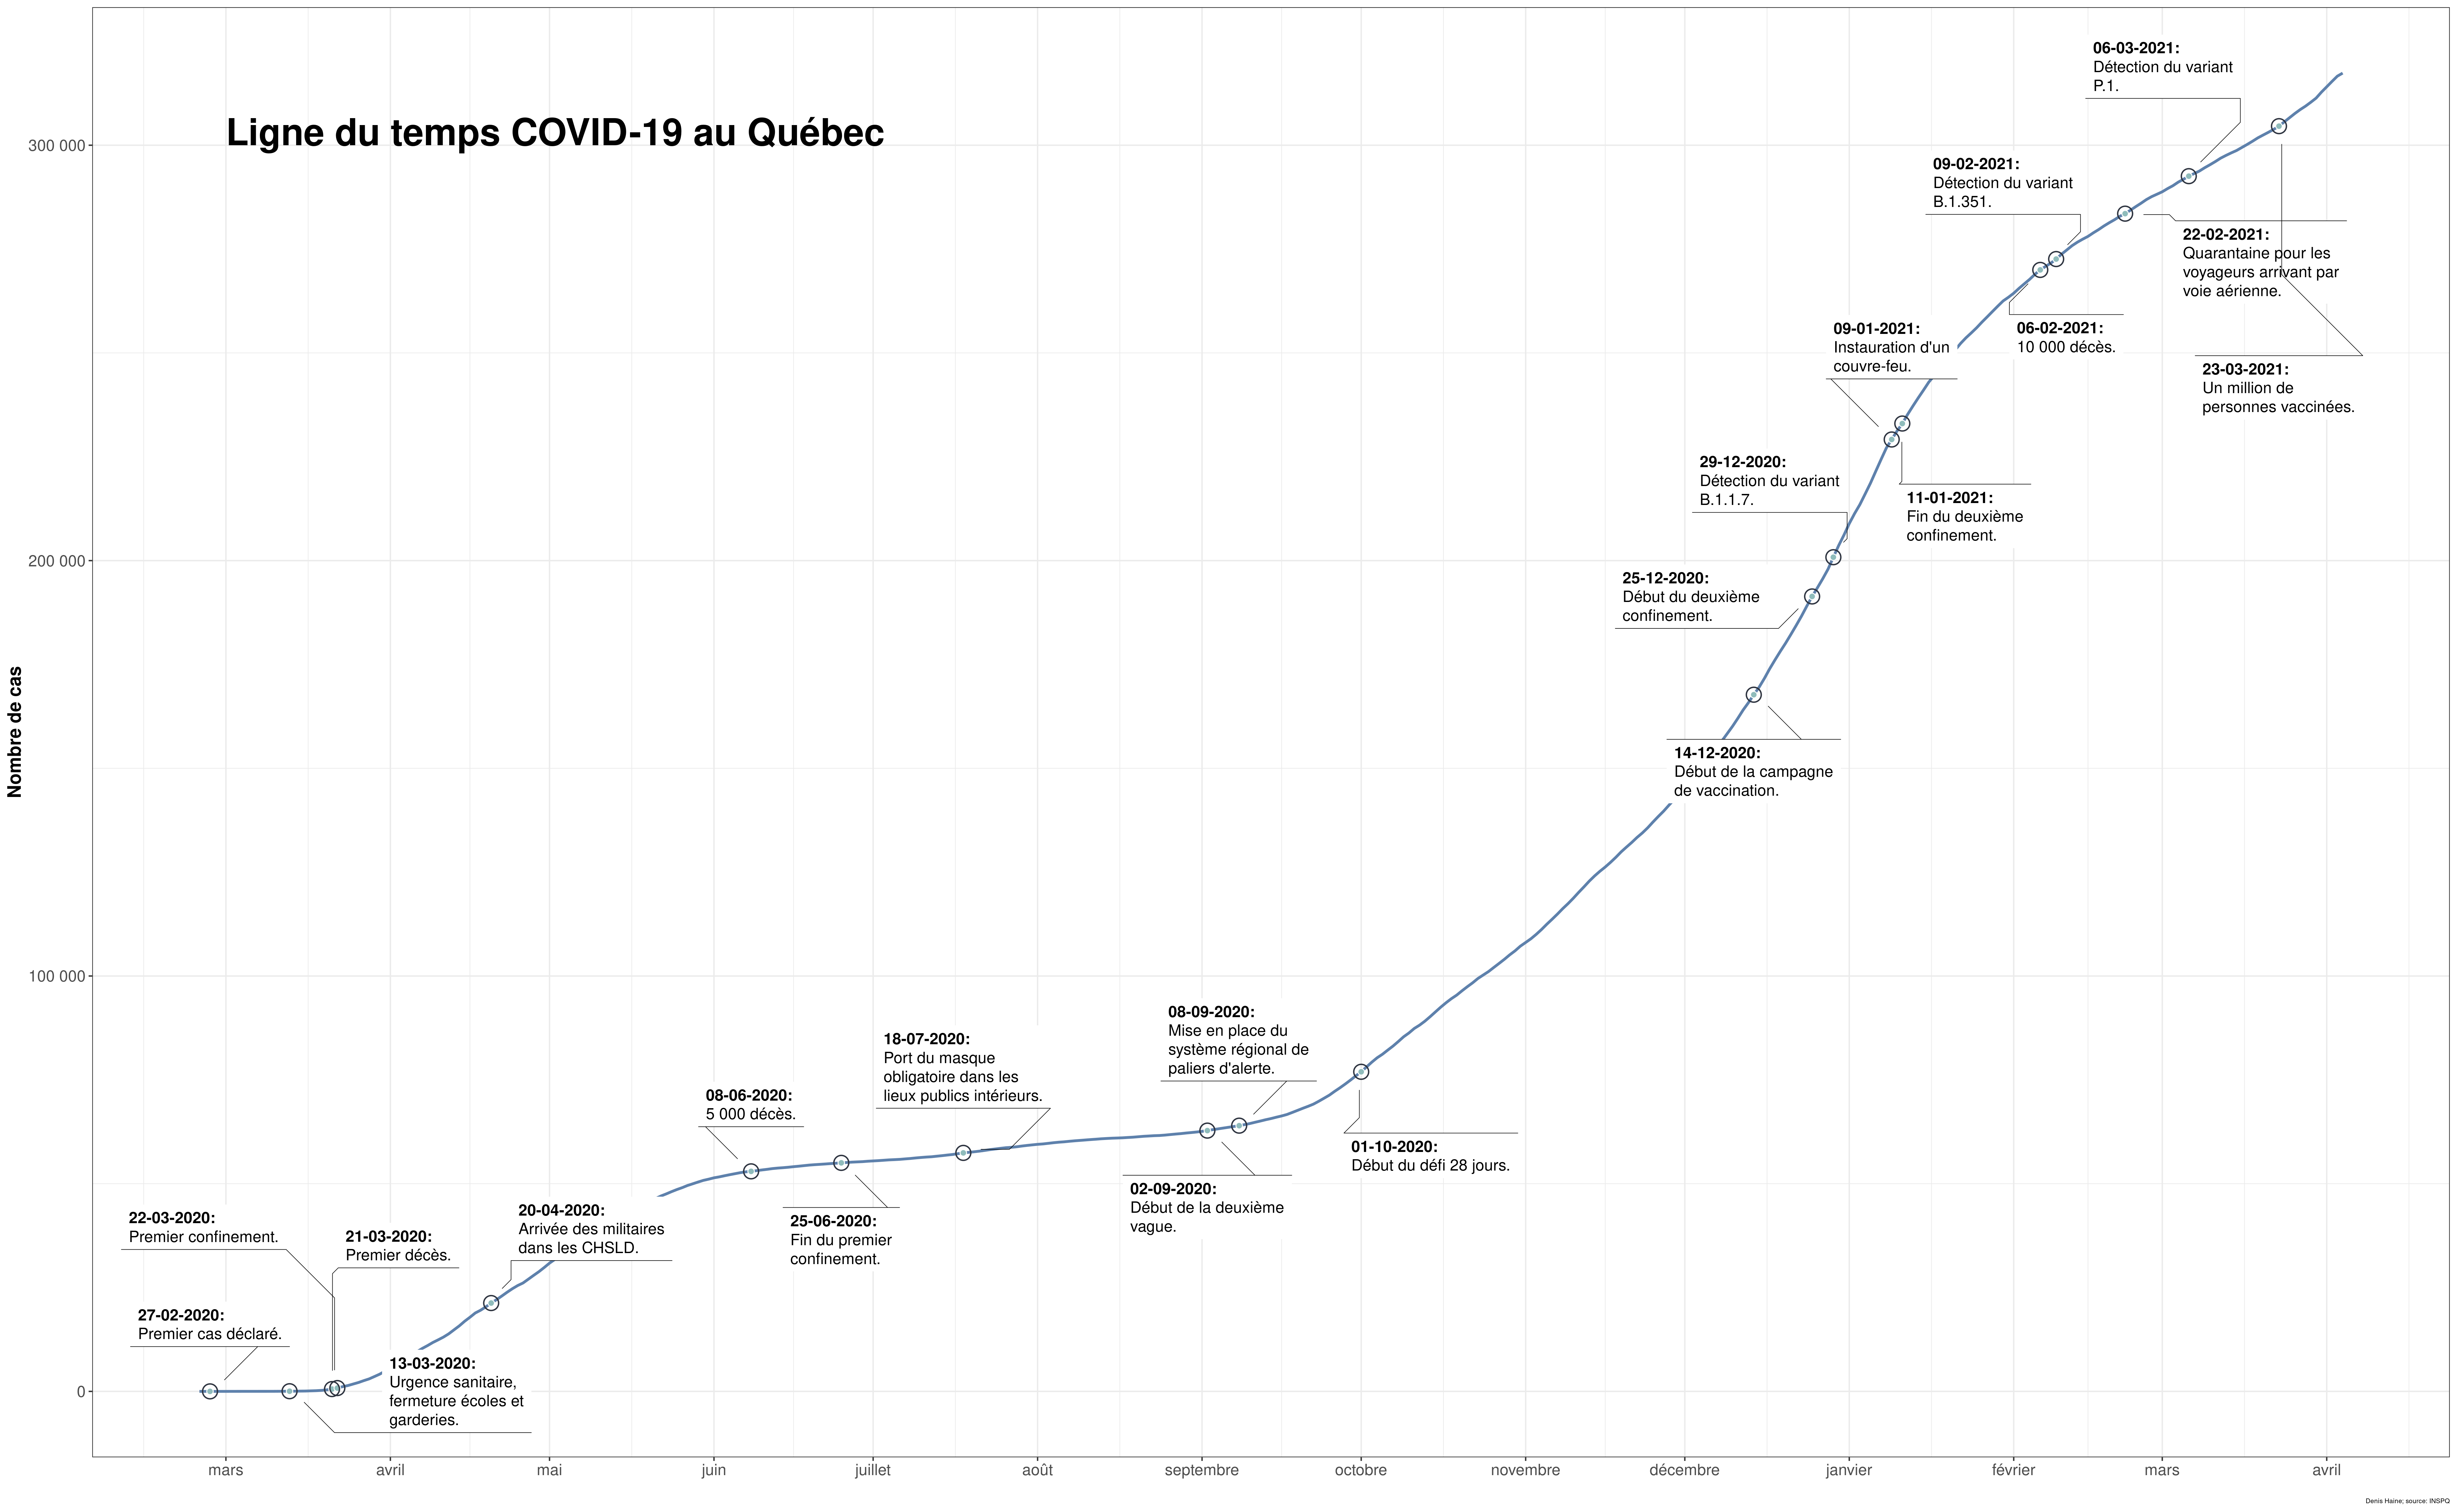 Ligne du temps COVID-19 au Québec
Nombre de cas
300 000
200 000
100 000
0
27-02-2020:
Premier cas déclaré.
22-03-2020:
Premier confinement.
21-03-2020:
Premier décès.
13-03-2020:
Urgence sanitaire,
fermeture écoles et
garderies.
20-04-2020:
Arrivée des militaires
dans les CHSLD.
08-06-2020:
5 000 décès.
25-06-2020:
Fin du premier
confinement.
18-07-2020:
Port du masque
obligatoire dans les
lieux publics intérieurs.
02-09-2020:
Début de la deuxième
vague.
08-09-2020:
Mise en place du
système régional de
paliers d'alerte.
01-10-2020:
Début du défi 28 jours.
14-12-2020:
Début de la campagne
de vaccination.
25-12-2020:
Début du deuxième
confinement.
29-12-2020:
Détection du variant
B.1.1.7.
09-01-2021:
Instauration d'un
couvre-feu.
11-01-2021:
Fin du deuxième
confinement.
06-02-2021:
10 000 décès.
09-02-2021:
Détection du variant
B.1.351.
22-02-2021:
Quarantaine pour les
voyageurs arrivant par
voie aérienne.
06-03-2021:
Détection du variant
P.1.
23-03-2021:
Un million de
personnes vaccinées.
mars
avril
mai
juin
juillet
août
septembre
octobre
novembre
décembre
janvier
février
mars
avril
Denis Haine; source: INSPQ